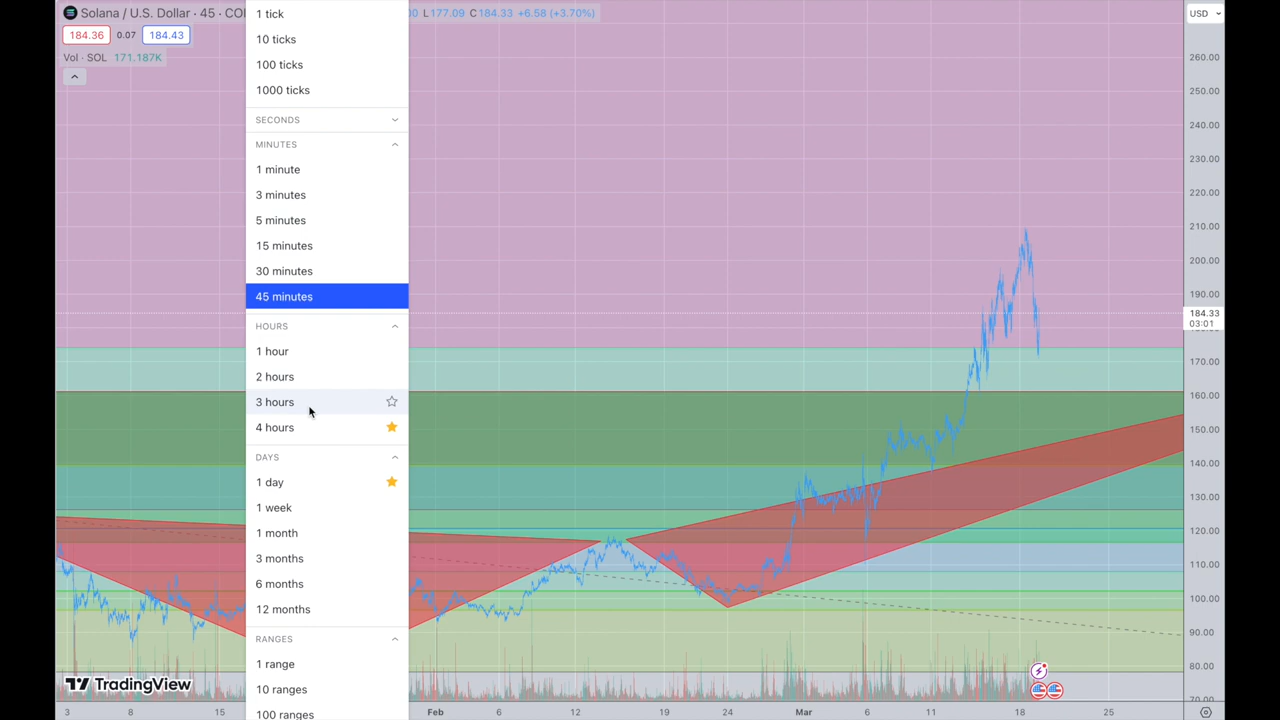 Solana / U.S. Dollar · 45 · CO
00 L177.09 C184.33 +6.58 (+3.70%)
USD
184.36 0.07 184.43
Vol · SOL 171.187K
1 tick
10 ticks
100 ticks
1000 ticks
SECONDS
MINUTES
1 minute
3 minutes
5 minutes
15 minutes
30 minutes
45 minutes
HOURS
1 hour
2 hours
3 hours
4 hours
DAYS
1 day
1 week
1 month
3 months
6 months
12 months
RANGES
1 range
10 ranges
100 ranges
260.00
250.00
240.00
230.00
220.00
210.00
200.00
190.00
184.33
03:01
170.00
160.00
150.00
140.00
130.00
120.00
110.00
100.00
90.00
80.00
70.00
TradingView
3 8 15 Feb 6 12 19 24 Mar 6 11 18 25